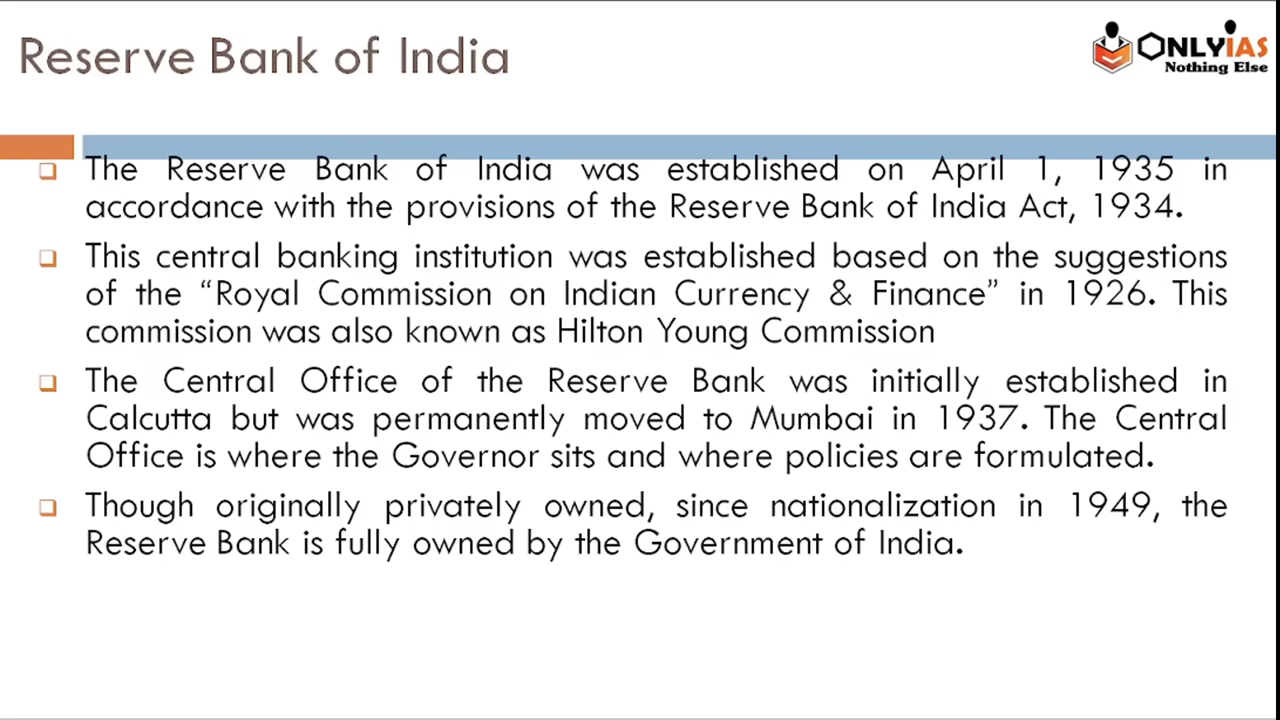 Reserve Bank of India
ONLYIAS
Nothing Else
The Reserve Bank of India was established on April 1, 1935 in
accordance with the provisions of the Reserve Bank of India Act, 1934.
This central banking institution was established based on the suggestions
of the “Royal Commission on Indian Currency & Finance” in 1926. This
commission was also known as Hilton Young Commission
The Central Office of the Reserve Bank was initially established in
Calcutta but was permanently moved to Mumbai in 1937. The Central
Office is where the Governor sits and where policies are formulated.
Though originally privately owned, since nationalization in 1949, the
Reserve Bank is fully owned by the Government of India.